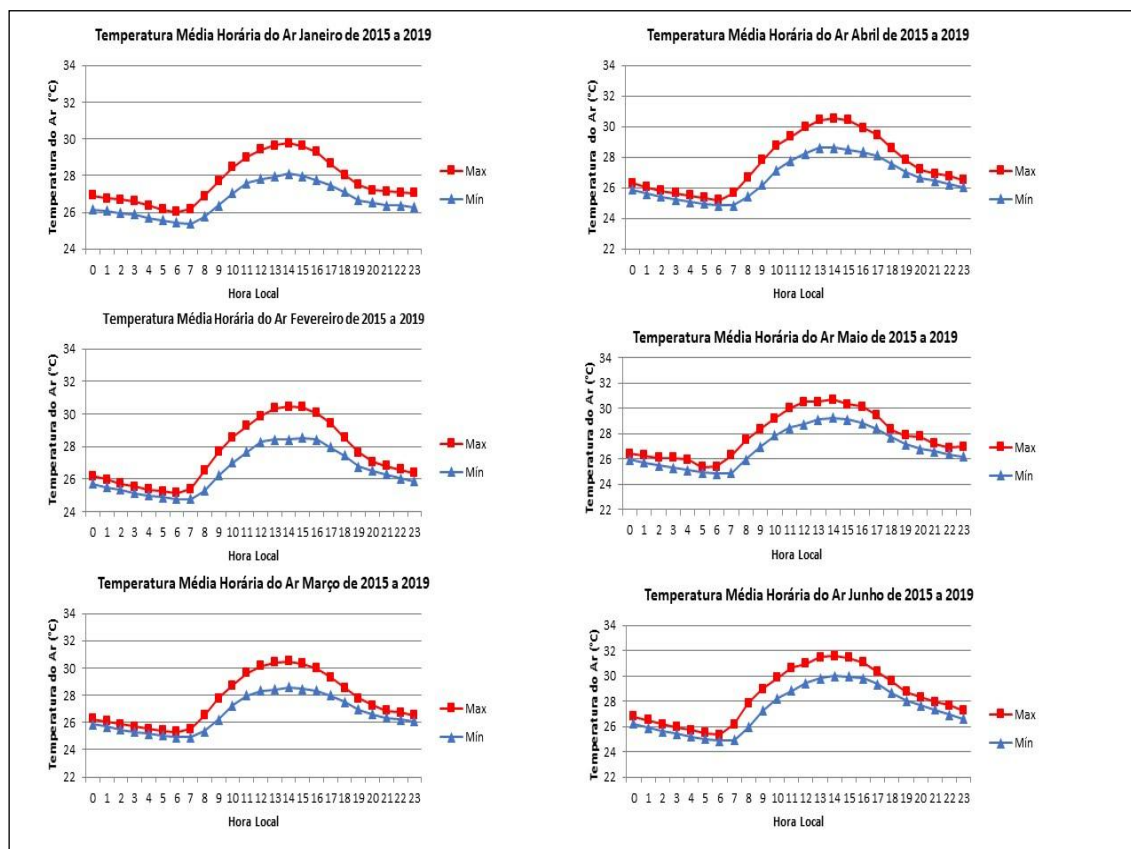 Temperatura Média Horária do Ar Janeiro de 2015 a 2019
Temperatura do Ar (°C)
34
32
30
28
26
24
0 1 2 3 4 5 6 7 8 9 10 11 12 13 14 15 16 17 18 19 20 21 22 23
Hora Local
Max
Mín
Temperatura Média Horária do Ar Fevereiro de 2015 a 2019
Temperatura do Ar (°C)
34
32
30
28
26
24
0 1 2 3 4 5 6 7 8 9 10 11 12 13 14 15 16 17 18 19 20 21 22 23
Hora Local
Max
Mín
Temperatura Média Horária do Ar Março de 2015 a 2019
Temperatura do Ar (°C)
34
32
30
28
26
24
22
0 1 2 3 4 5 6 7 8 9 10 11 12 13 14 15 16 17 18 19 20 21 22 23
Hora Local
Max
Mín
Temperatura Média Horária do Ar Abril de 2015 a 2019
Temperatura do Ar (°C)
34
32
30
28
26
24
22
0 1 2 3 4 5 6 7 8 9 10 11 12 13 14 15 16 17 18 19 20 21 22 23
Hora Local
Max
Mín
Temperatura Média Horária do Ar Maio de 2015 a 2019
Temperatura do Ar (°C)
34
32
30
28
26
24
22
0 1 2 3 4 5 6 7 8 9 10 11 12 13 14 15 16 17 18 19 20 21 22 23
Hora Local
Max
Mín
Temperatura Média Horária do Ar Junho de 2015 a 2019
Temperatura do Ar (°C)
34
32
30
28
26
24
22
0 1 2 3 4 5 6 7 8 9 10 11 12 13 14 15 16 17 18 19 20 21 22 23
Hora Local
Max
Mín